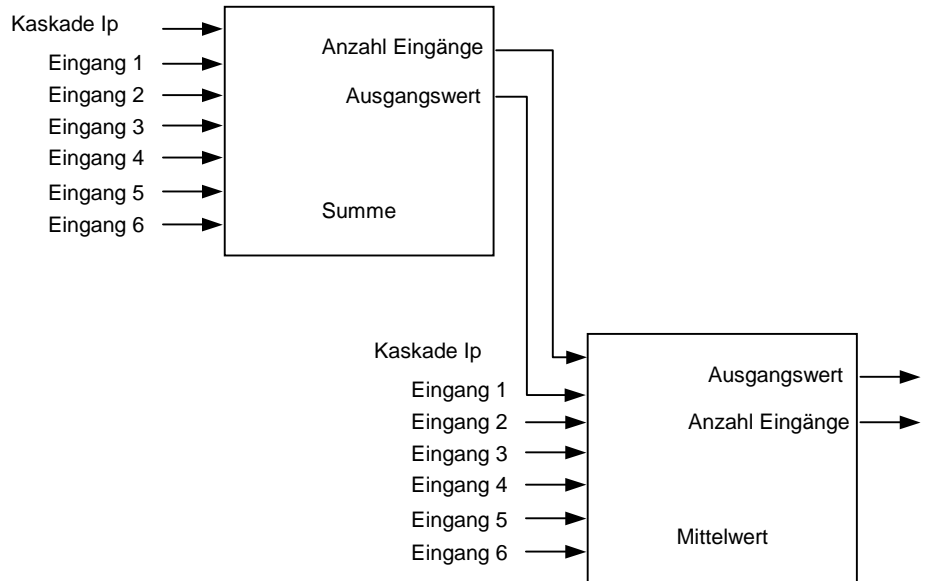 Kaskade Ip
Eingang 1
Eingang 2
Eingang 3
Eingang 4
Eingang 5
Eingang 6
Anzahl Eingänge
Ausgangswert
Summe
Kaskade Ip
Eingang 1
Eingang 2
Eingang 3
Eingang 4
Eingang 5
Eingang 6
Ausgangswert
Anzahl Eingänge
Mittelwert